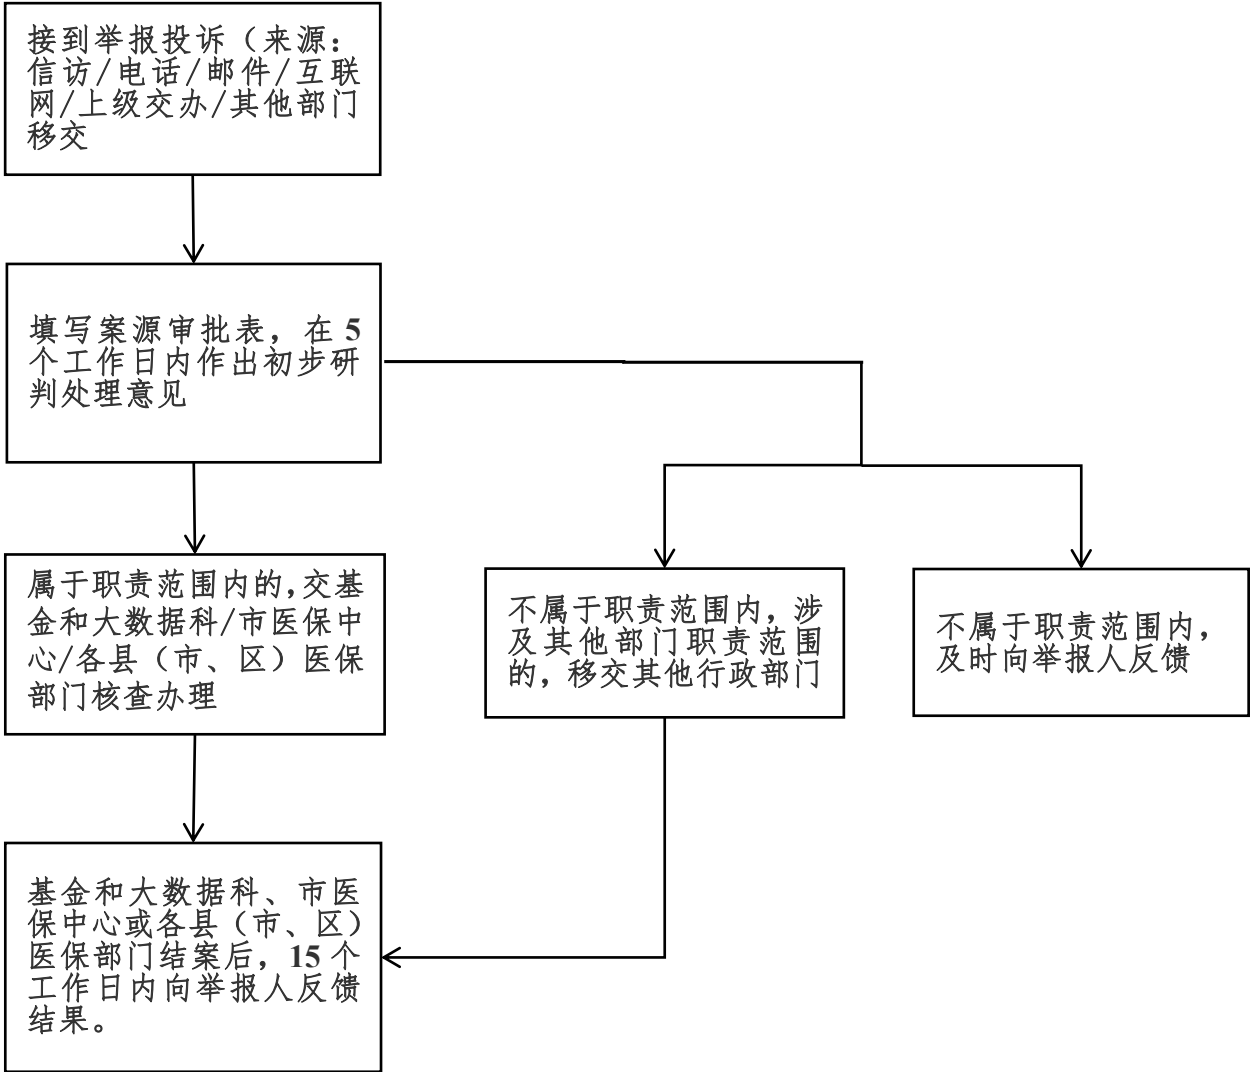 接到举报投诉（来源：
信访/电话/邮件/互联
网/上级交办/其他部门
移交
填写案源审批表，在 5
个工作日内作出初步研
判处理意见
属于职责范围内的，交基
金和大数据科/市医保中
心/各县（市、区）医保
部门核查办理
不属于职责范围内，涉
及其他部门职责范围
的，移交其他行政部门
不属于职责范围内，
及时向举报人反馈
基金和大数据科、市医
保中心或各县（市、区）
医保部门结案后，15 个
工作日内向举报人反馈
结果。